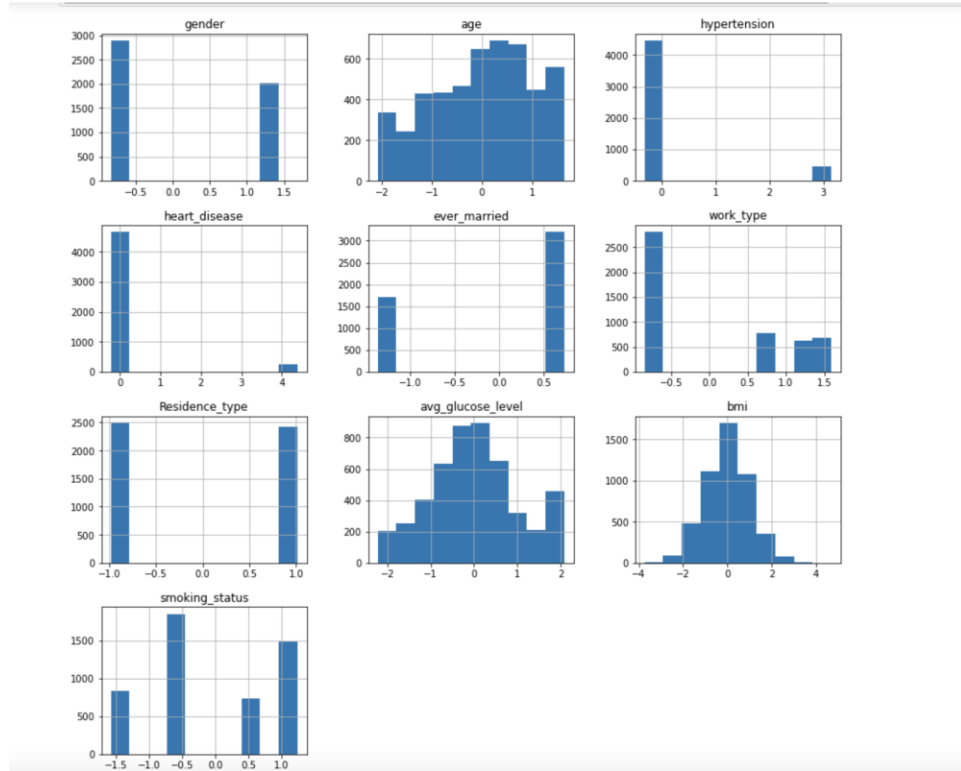 gender
3000
2500
2000
1500
1000
500
0
−0.5 0.0 0.5 1.0 1.5
age
600
400
200
0
−2 −1 0 1
hypertension
4000
3000
2000
1000
0
0 1 2 3
heart_disease
4000
3000
2000
1000
0
0 1 2 3 4
ever_married
3000
2500
2000
1500
1000
500
0
−1.0 −0.5 0.0 0.5
work_type
2500
2000
1500
1000
500
0
−0.5 0.0 0.5 1.0 1.5
Residence_type
2500
2000
1500
1000
500
0
−1.0 −0.5 0.0 0.5 1.0
avg_glucose_level
800
600
400
200
0
−2 −1 0 1 2
bmi
1500
1000
500
0
−4 −2 0 2 4
smoking_status
1500
1000
500
0
−1.5 −1.0 −0.5 0.0 0.5 1.0